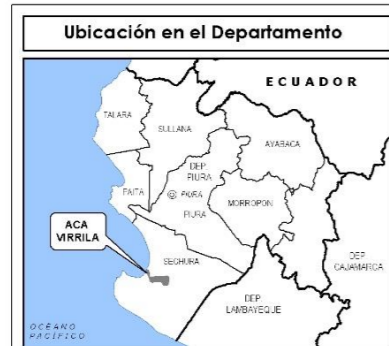 Ubicación en el Departamento
ECUADOR
TALARA
SULLANA
AYABACA
DEP.
PIURA
PAITA
PIURA
PIURA
MORROPON
ACA
VIRRILA
SECHURA
DEP.
CAJAMARCA
DEP.
LAMBAYEQUE
OCÉANO
PACÍFICO